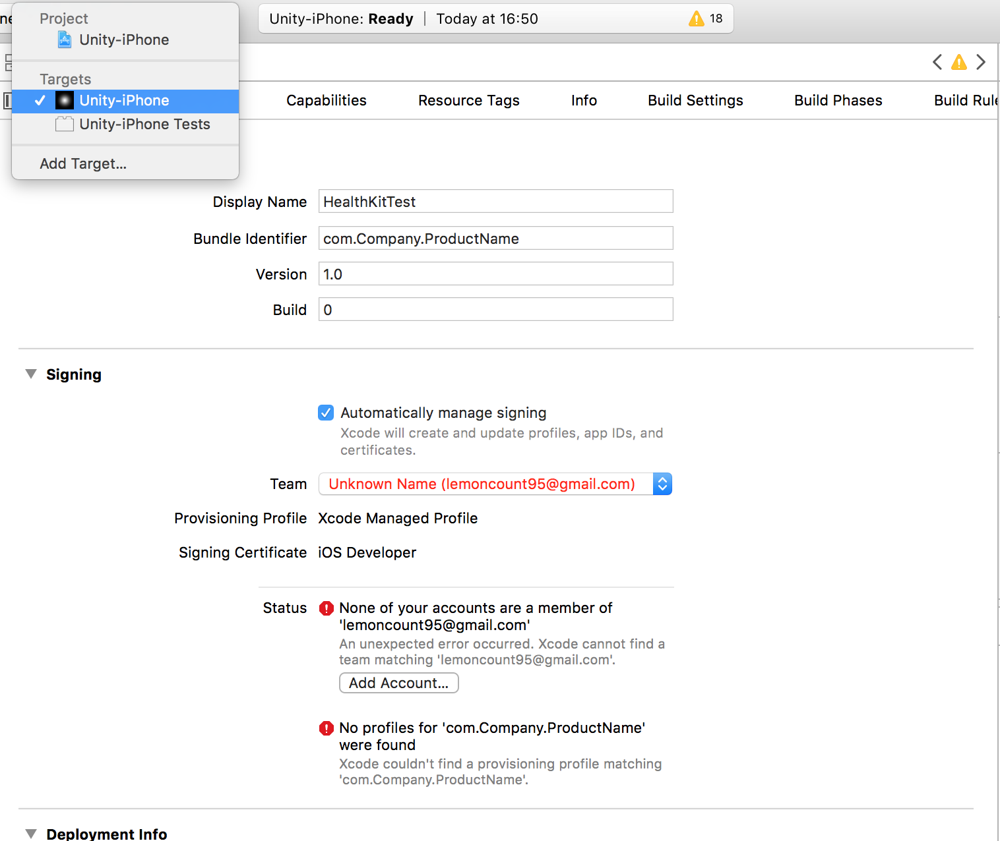 Project
Unity-iPhone
Targets
Unity-iPhone
Unity-iPhone Tests
Add Target...
Unity-iPhone: Ready | Today at 16:50
18
Capabilities
Resource Tags
Info
Build Settings
Build Phases
Build Rule
Display Name HealthKitTest
Bundle Identifier com.Company.ProductName
Version 1.0
Build 0
Signing
Automatically manage signing
Xcode will create and update profiles, app IDs, and
certificates.
Team Unknown Name (lemoncount95@gmail.com)
Provisioning Profile Xcode Managed Profile
Signing Certificate iOS Developer
Status None of your accounts are a member of
'lemoncount95@gmail.com'
An unexpected error occurred. Xcode cannot find a
team matching 'lemoncount95@gmail.com'.
Add Account...
No profiles for 'com.Company.ProductName'
were found
Xcode couldn't find a provisioning profile matching
'com.Company.ProductName'.
Deployment Info